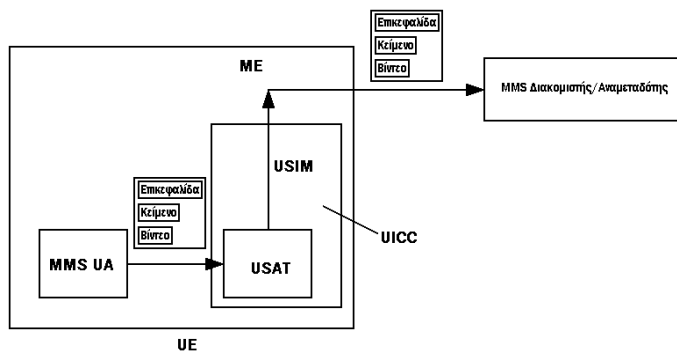 Επικεφαλίδα
Κείμενο
Βίντεο
ME
MMS Διακομιστής/Αναμεταδότης
USIM
Επικεφαλίδα
Κείμενο
Βίντεο
UICC
MMS UA
USAT
UE